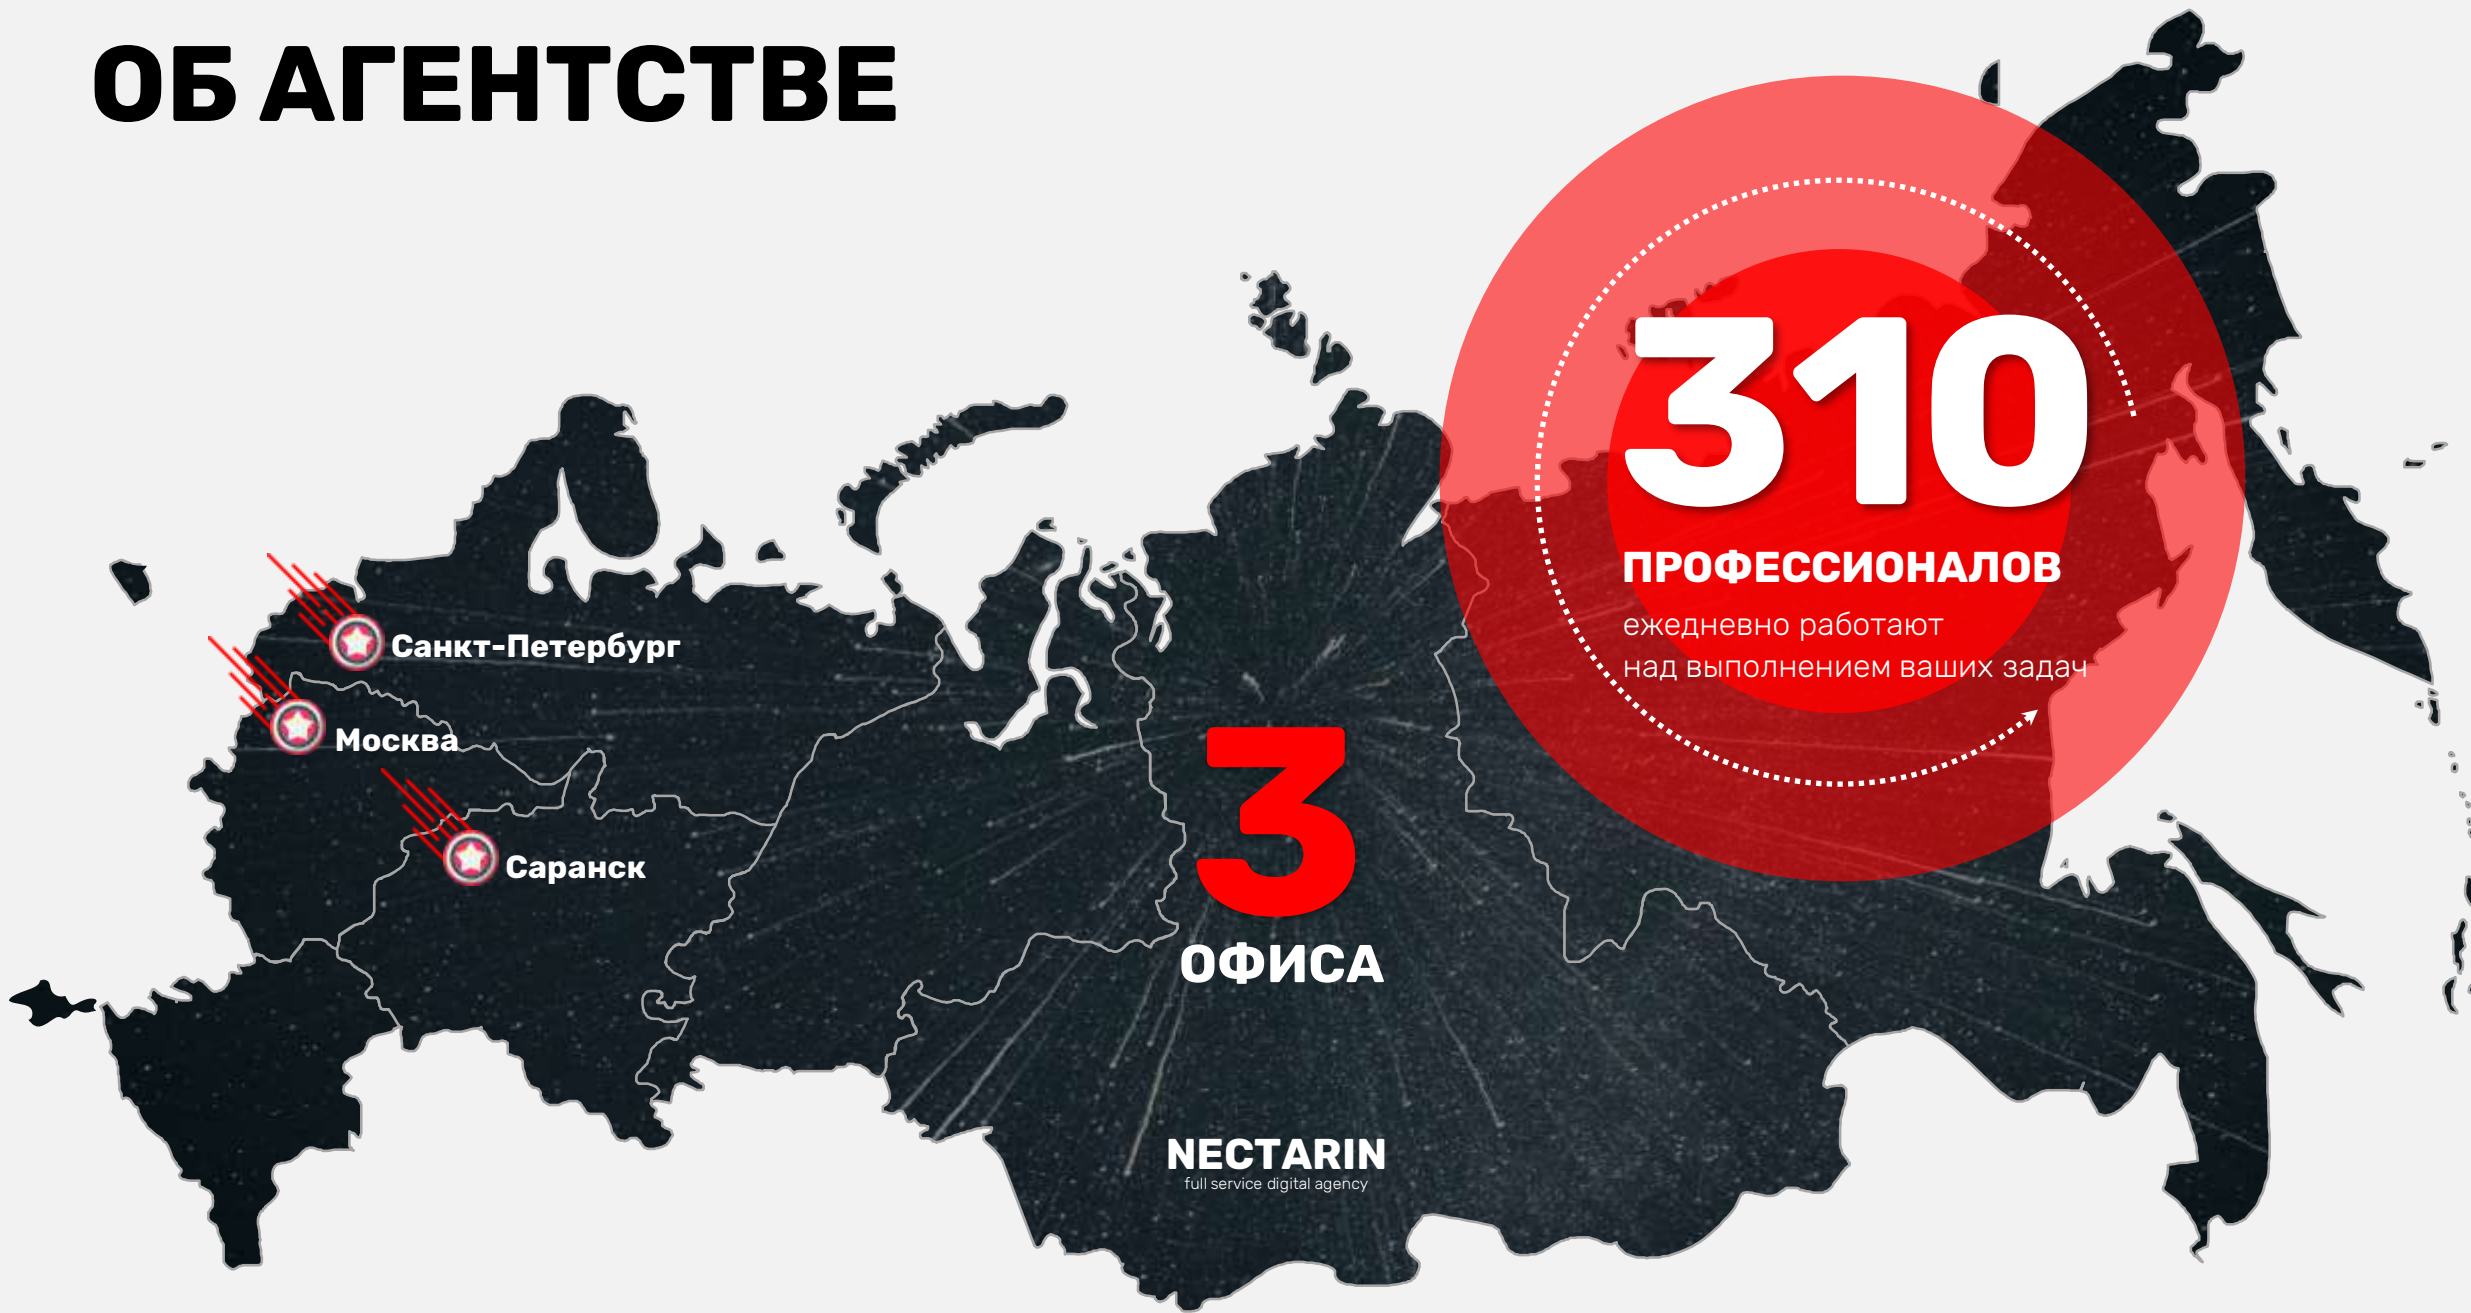 ОБ АГЕНТСТВЕ
310
ПРОФЕССИОНАЛОВ
ежедневно работают
над выполнением ваших задач
Санкт-Петербург
Москва
Саранск
3
ОФИСА
NECTARIN
full service digital agency